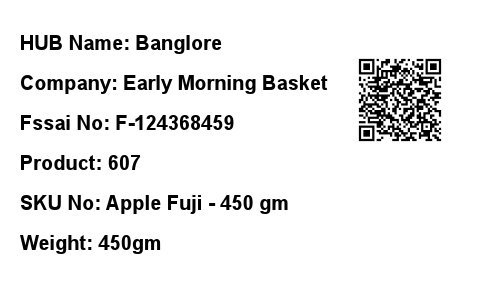 HUB Name: Banglore
Company: Early Morning Basket
Fssai No: F-124368459
Product: 607
SKU No: Apple Fuji - 450 gm
Weight: 450gm